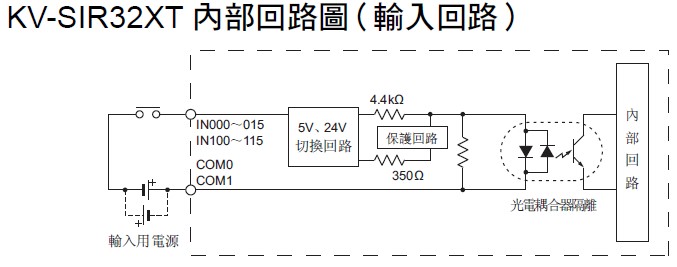 KV-SIR32XT 內部回路圖(輸入回路)
4.4kΩ
IN000～015
IN100～115
5V、24V
切換回路
保護回路
COM0
COM1
350Ω
內部回路
光電耦合器隔離
輸入用電源
+
+